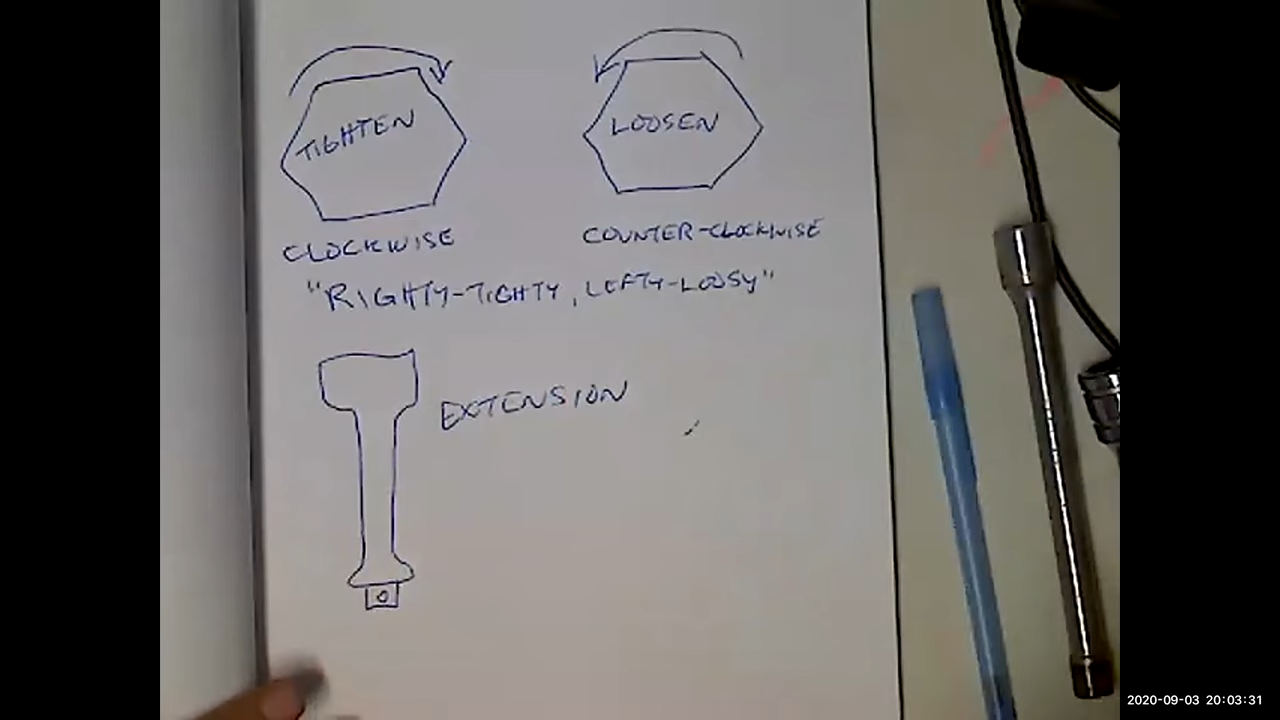 TIGHTEN
LOOSEN
CLOCKWISE
COUNTER-CLOCKWISE
"RIGHTY-TIGHTY, LEFTY-LOOSY"
EXTENSION
2020-09-03 20:03:31